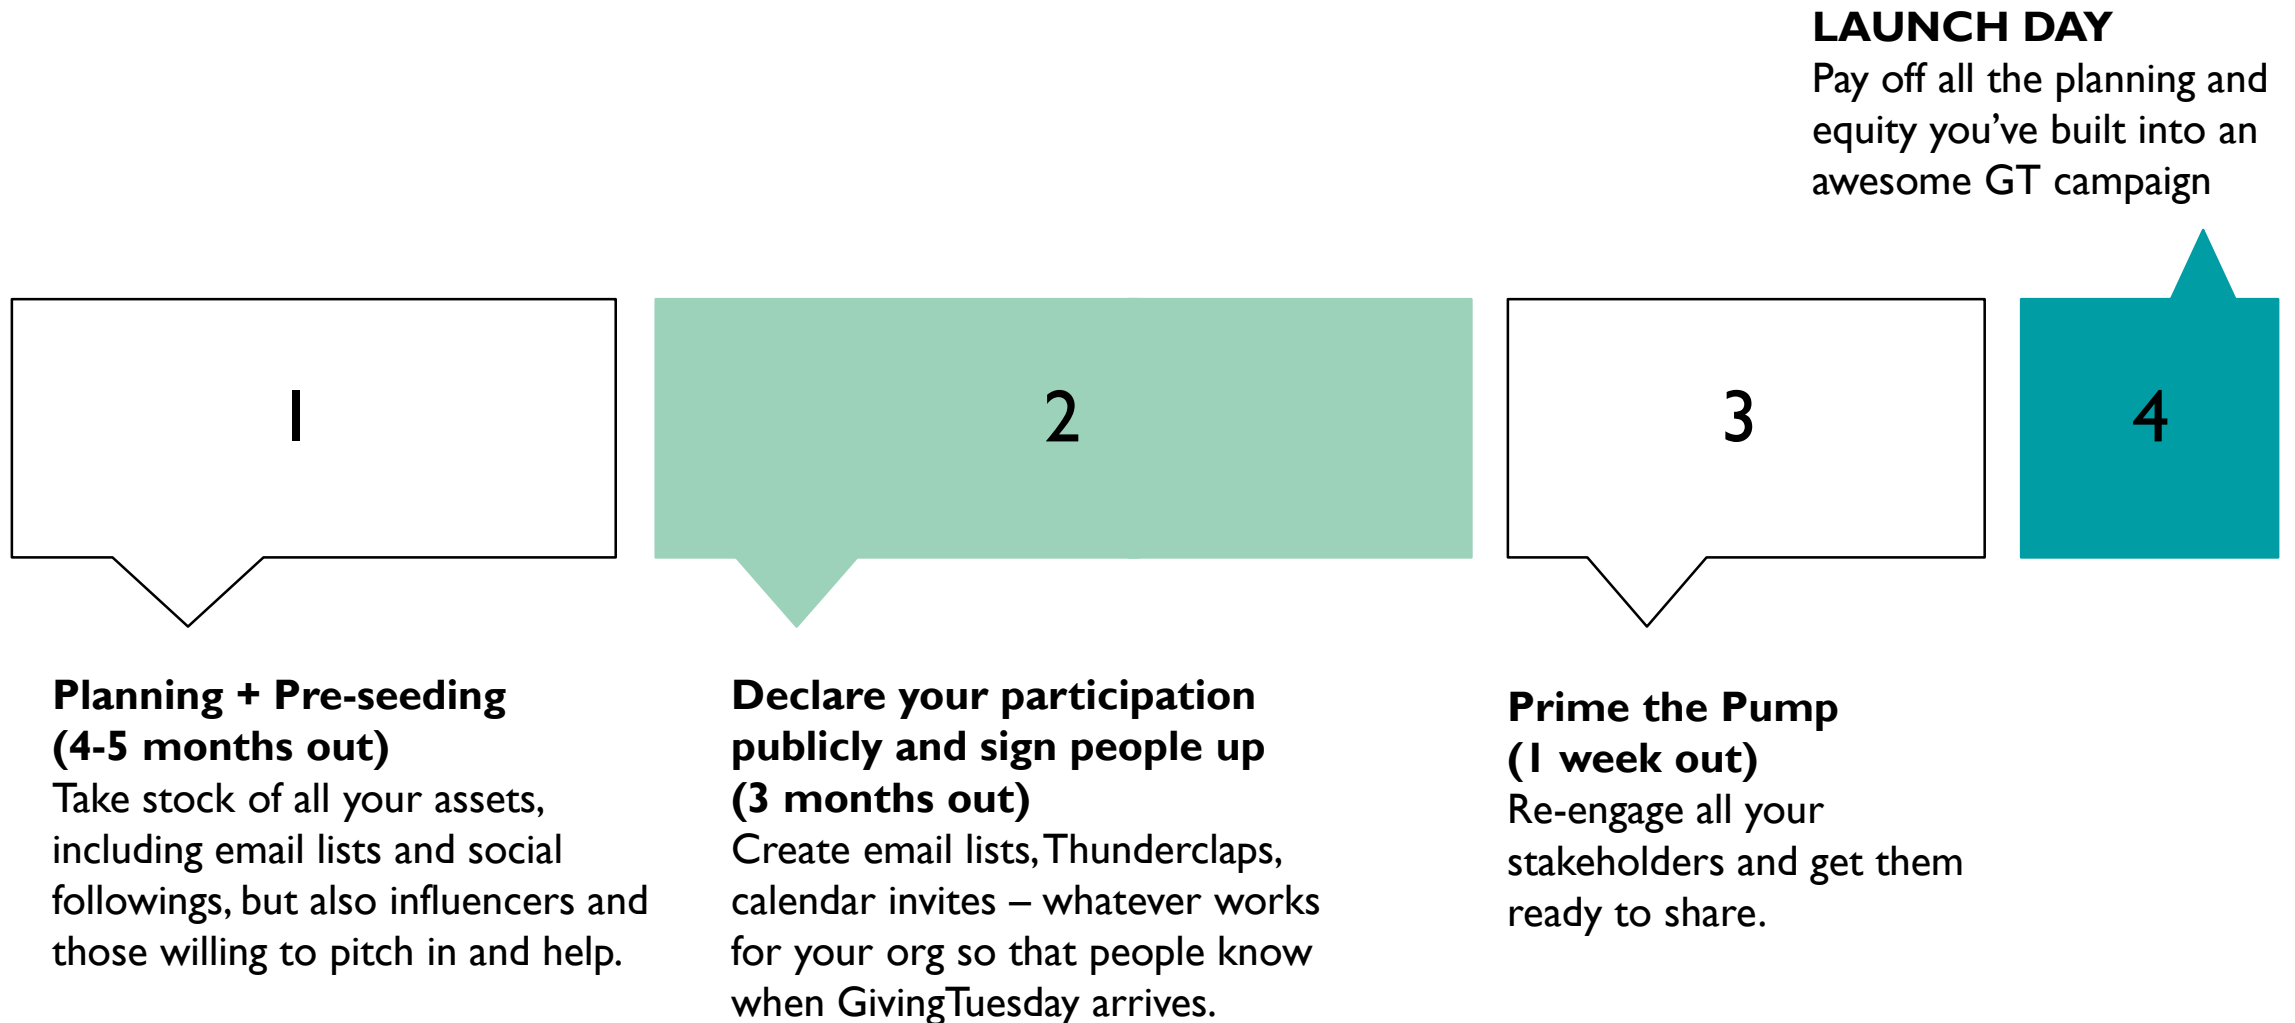 LAUNCH DAY
Pay off all the planning and
equity you’ve built into an
awesome GT campaign
1
2
3
4
Planning + Pre-seeding
(4-5 months out)
Take stock of all your assets,
including email lists and social
followings, but also influencers and
those willing to pitch in and help.
Declare your participation
publicly and sign people up
(3 months out)
Create email lists, Thunderclaps,
calendar invites – whatever works
for your org so that people know
when GivingTuesday arrives.
Prime the Pump
(1 week out)
Re-engage all your
stakeholders and get them
ready to share.